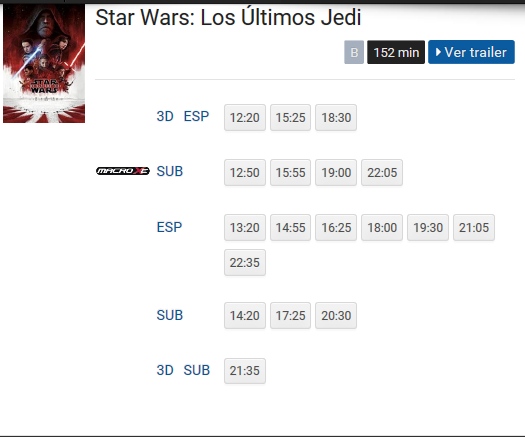 Star Wars: Los Últimos Jedi
B 152 min Ver trailer
STAR WARS
3D ESP 12:20 15:25 18:30
MACRO XE SUB 12:50 15:55 19:00 22:05
ESP 13:20 14:55 16:25 18:00 19:30 21:05
22:35
SUB 14:20 17:25 20:30
3D SUB 21:35